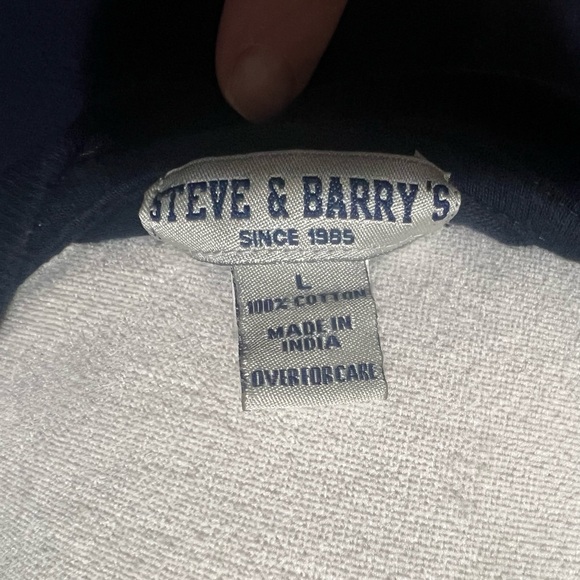 STEVE & BARRY'S
SINCE 1985
L
100% COTTON
MADE IN
INDIA
OVER FOR CARE